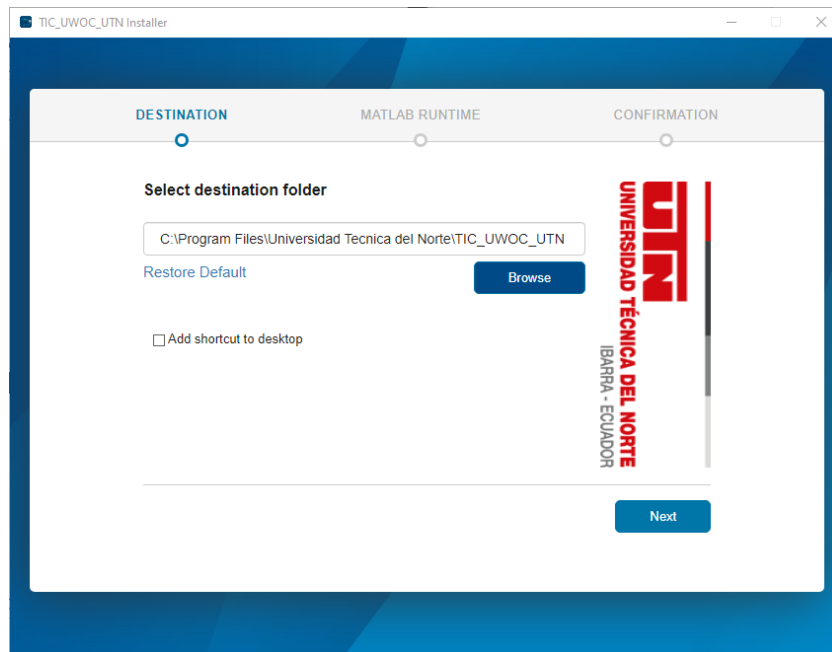 TIC_UWOC_UTN Installer
DESTINATION
MATLAB RUNTIME
CONFIRMATION
Select destination folder
C:\Program Files\Universidad Tecnica del Norte\TIC_UWOC_UTN
Restore Default
Browse
Add shortcut to desktop
UTN
UNIVERSIDAD TÉCNICA DEL NORTE
IBARRA - ECUADOR
Next